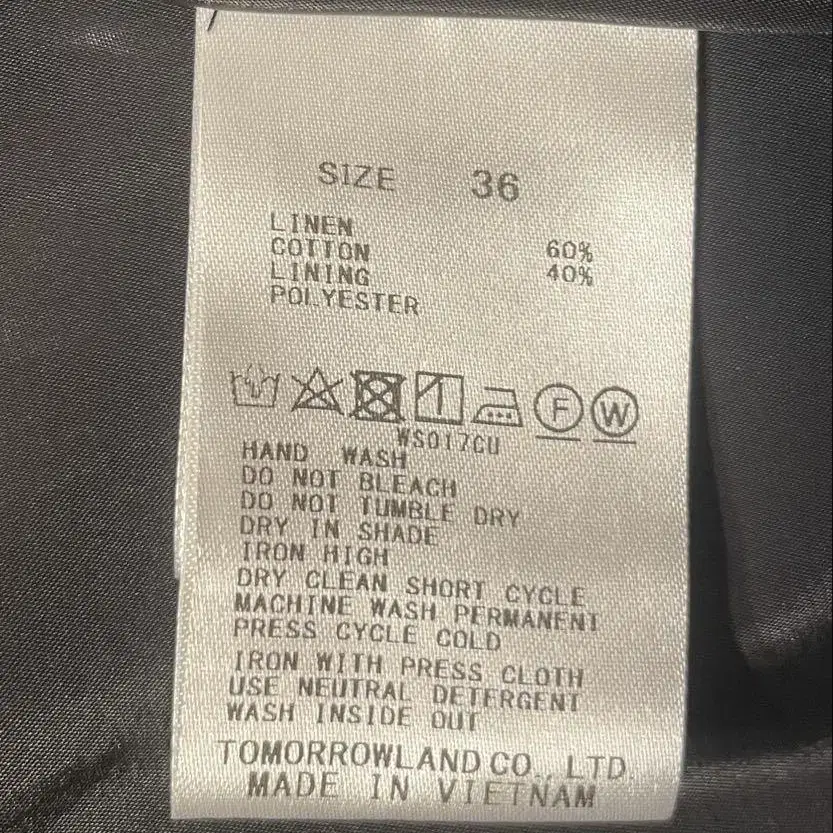 SIZE 36
LINEN 60%
COTTON 40%
LINING
POLYESTER
F W
WS017CU
HAND WASH
DO NOT BLEACH
DO NOT TUMBLE DRY
DRY IN SHADE
IRON HIGH
DRY CLEAN SHORT CYCLE
MACHINE WASH PERMANENT
PRESS CYCLE COLD
IRON WITH PRESS CLOTH
USE NEUTRAL DETERGENT
WASH INSIDE OUT
TOMORROWLAND CO., LTD.
MADE IN VIETNAM